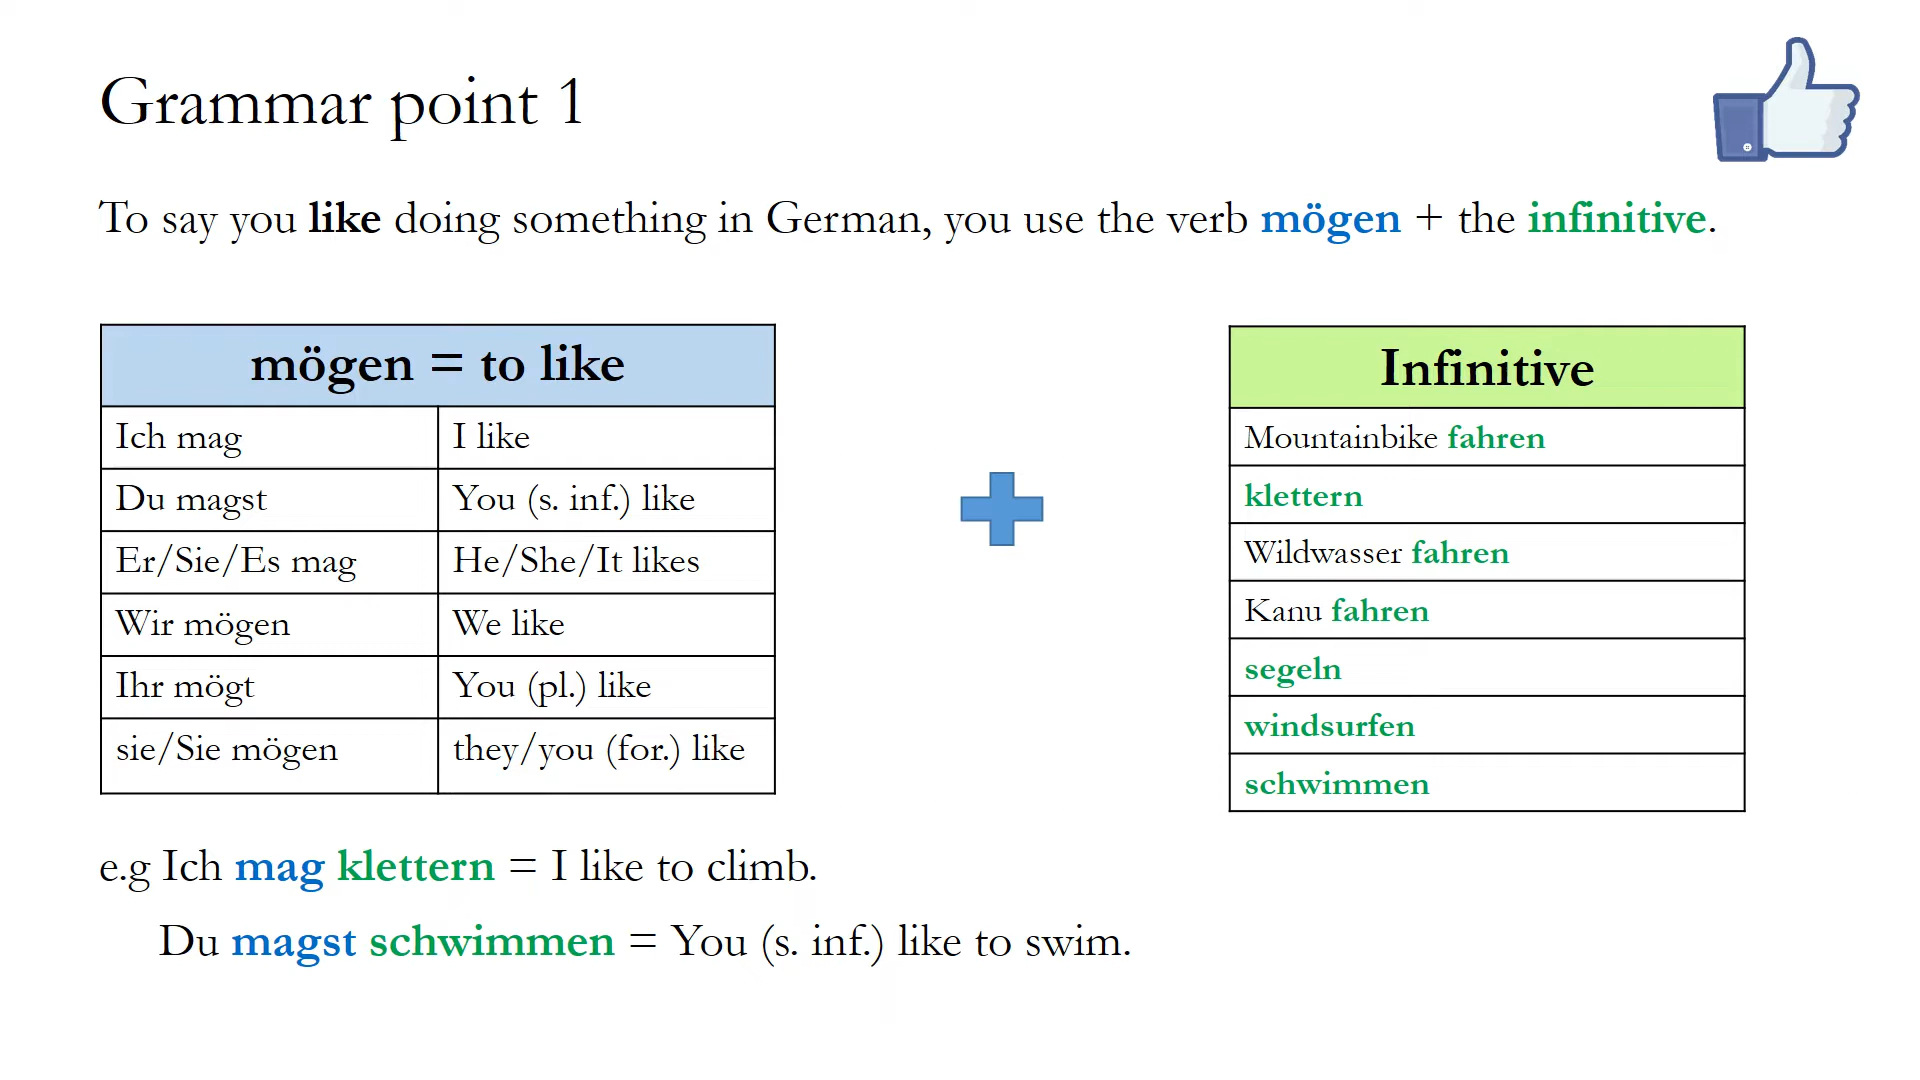 Grammar point 1
To say you like doing something in German, you use the verb mögen + the infinitive.
mögen = to like
Ich mag I like
Du magst You (s. inf.) like
Er/Sie/Es mag He/She/It likes
Wir mögen We like
Ihr mögt You (pl.) like
sie/Sie mögen they/you (for.) like
Infinitive
Mountainbike fahren
klettern
Wildwasser fahren
Kanu fahren
segeln
windsurfen
schwimmen
e.g Ich mag klettern = I like to climb.
Du magst schwimmen = You (s. inf.) like to swim.